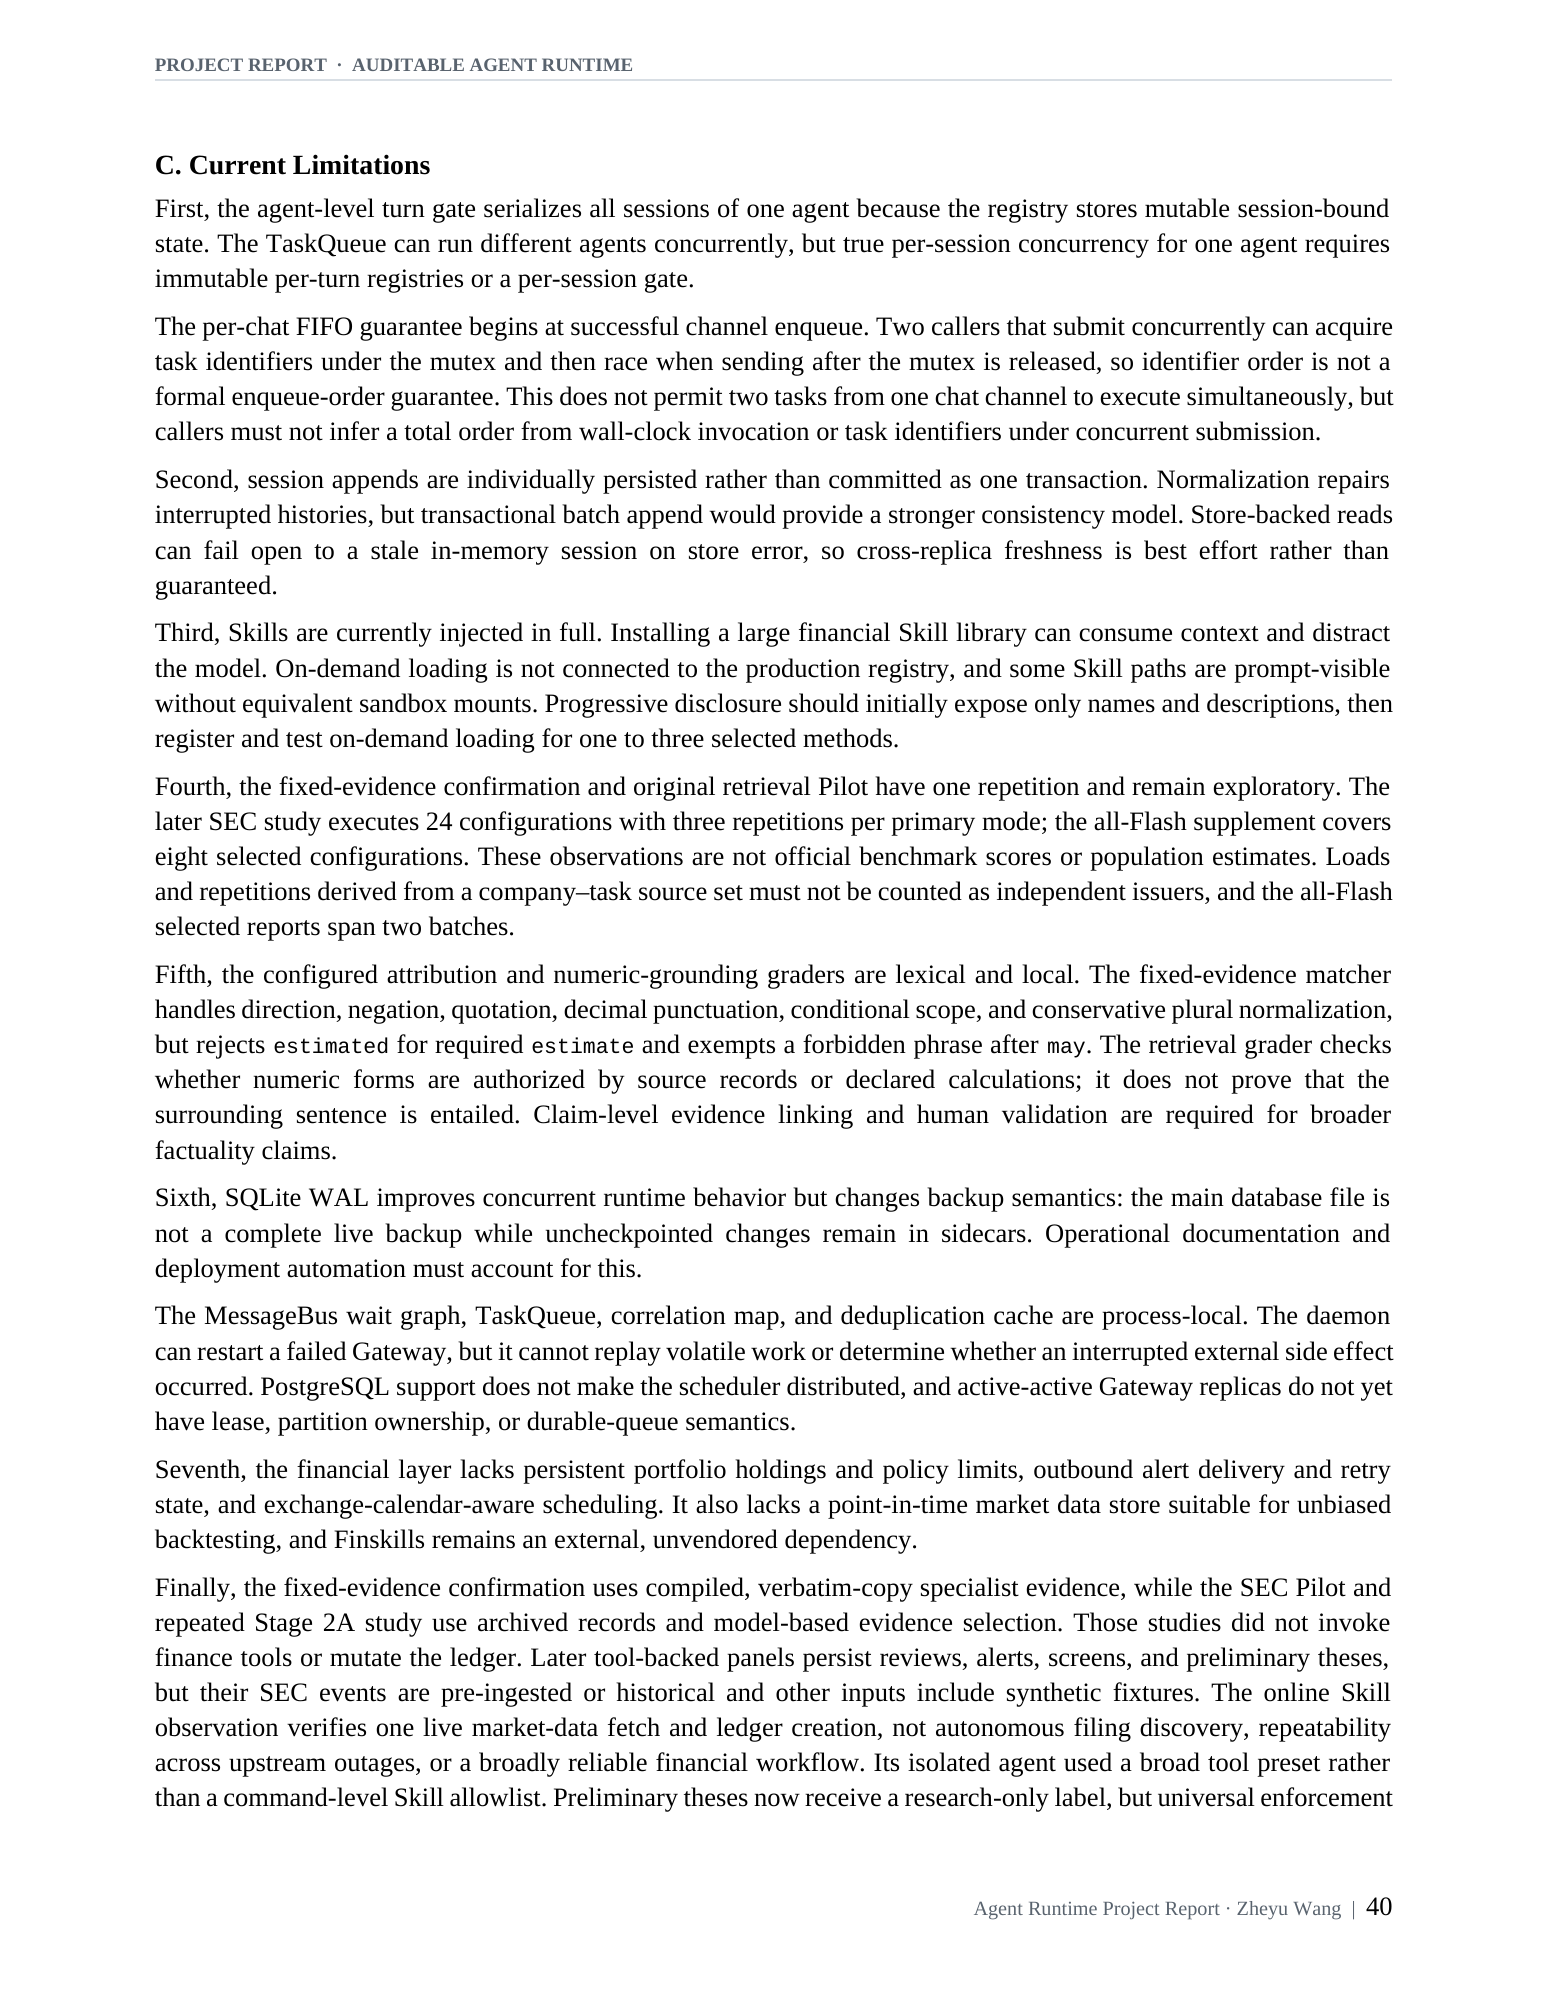 PROJECT REPORT · AUDITABLE AGENT RUNTIME
C. Current Limitations
First, the agent-level turn gate serializes all sessions of one agent because the registry stores mutable session-bound
state. The TaskQueue can run different agents concurrently, but true per-session concurrency for one agent requires
immutable per-turn registries or a per-session gate.
The per-chat FIFO guarantee begins at successful channel enqueue. Two callers that submit concurrently can acquire
task identifiers under the mutex and then race when sending after the mutex is released, so identifier order is not a
formal enqueue-order guarantee. This does not permit two tasks from one chat channel to execute simultaneously, but
callers must not infer a total order from wall-clock invocation or task identifiers under concurrent submission.
Second, session appends are individually persisted rather than committed as one transaction. Normalization repairs
interrupted histories, but transactional batch append would provide a stronger consistency model. Store-backed reads
can fail open to a stale in-memory session on store error, so cross-replica freshness is best effort rather than
guaranteed.
Third, Skills are currently injected in full. Installing a large financial Skill library can consume context and distract
the model. On-demand loading is not connected to the production registry, and some Skill paths are prompt-visible
without equivalent sandbox mounts. Progressive disclosure should initially expose only names and descriptions, then
register and test on-demand loading for one to three selected methods.
Fourth, the fixed-evidence confirmation and original retrieval Pilot have one repetition and remain exploratory. The
later SEC study executes 24 configurations with three repetitions per primary mode; the all-Flash supplement covers
eight selected configurations. These observations are not official benchmark scores or population estimates. Loads
and repetitions derived from a company–task source set must not be counted as independent issuers, and the all-Flash
selected reports span two batches.
Fifth, the configured attribution and numeric-grounding graders are lexical and local. The fixed-evidence matcher
handles direction, negation, quotation, decimal punctuation, conditional scope, and conservative plural normalization,
but rejects estimated for required estimate and exempts a forbidden phrase after may. The retrieval grader checks
whether numeric forms are authorized by source records or declared calculations; it does not prove that the
surrounding sentence is entailed. Claim-level evidence linking and human validation are required for broader
factuality claims.
Sixth, SQLite WAL improves concurrent runtime behavior but changes backup semantics: the main database file is
not a complete live backup while uncheckpointed changes remain in sidecars. Operational documentation and
deployment automation must account for this.
The MessageBus wait graph, TaskQueue, correlation map, and deduplication cache are process-local. The daemon
can restart a failed Gateway, but it cannot replay volatile work or determine whether an interrupted external side effect
occurred. PostgreSQL support does not make the scheduler distributed, and active-active Gateway replicas do not yet
have lease, partition ownership, or durable-queue semantics.
Seventh, the financial layer lacks persistent portfolio holdings and policy limits, outbound alert delivery and retry
state, and exchange-calendar-aware scheduling. It also lacks a point-in-time market data store suitable for unbiased
backtesting, and Finskills remains an external, unvendored dependency.
Finally, the fixed-evidence confirmation uses compiled, verbatim-copy specialist evidence, while the SEC Pilot and
repeated Stage 2A study use archived records and model-based evidence selection. Those studies did not invoke
finance tools or mutate the ledger. Later tool-backed panels persist reviews, alerts, screens, and preliminary theses,
but their SEC events are pre-ingested or historical and other inputs include synthetic fixtures. The online Skill
observation verifies one live market-data fetch and ledger creation, not autonomous filing discovery, repeatability
across upstream outages, or a broadly reliable financial workflow. Its isolated agent used a broad tool preset rather
than a command-level Skill allowlist. Preliminary theses now receive a research-only label, but universal enforcement
Agent Runtime Project Report · Zheyu Wang | 40